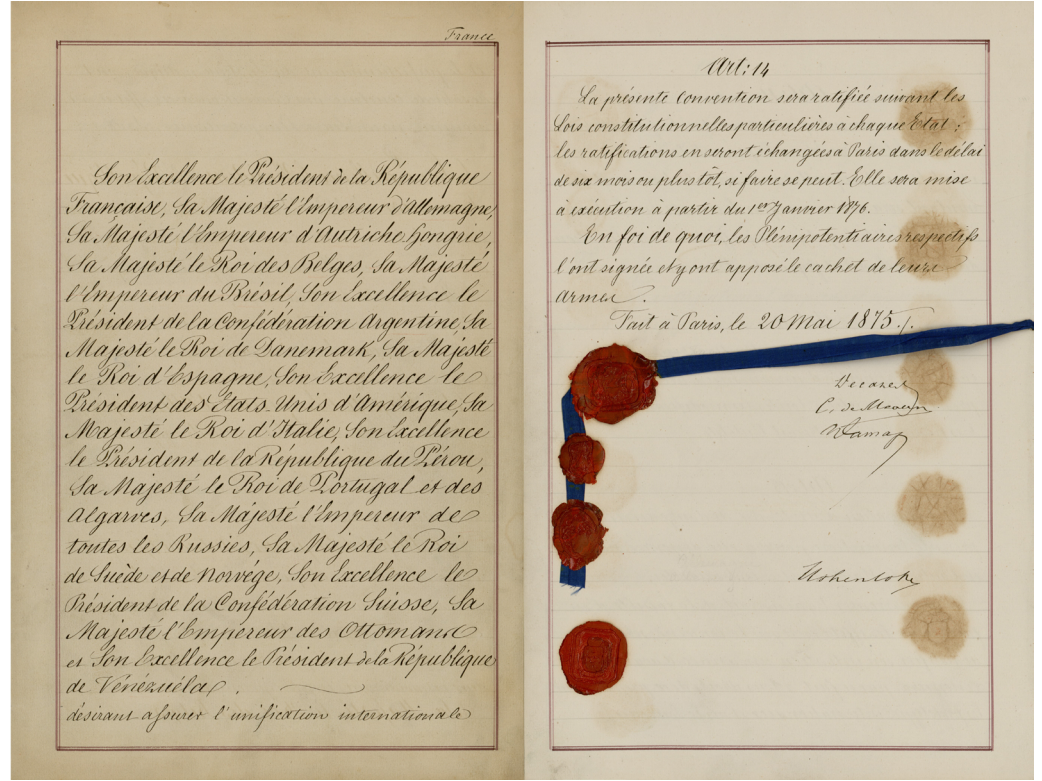 France
Son Excellence le Président de la République
Française, Sa Majesté l'Empereur d'Allemagne,
Sa Majesté l'Empereur d'Autriche Hongrie,
Sa Majesté le Roi des Belges, Sa Majesté
l'Empereur du Brésil, Son Excellence le
Président de la Confédération Argentine, Sa
Majesté le Roi de Danemark, Sa Majesté
le Roi d'Espagne, Son Excellence le
Président des Etats-Unis d'Amérique, Sa
Majesté le Roi d'Italie, Son Excellence
le Président de la République du Pérou,
Sa Majesté le Roi de Portugal et des
Algarves, Sa Majesté l'Empereur de
toutes les Russies, Sa Majesté le Roi
de Suède et de Norvége, Son Excellence le
Président de la Confédération Suisse, Sa
Majesté l'Empereur des Ottomans
et Son Excellence le Président de la République
de Vénézuéla.
désirant assurer l'unification internationale
Art: 14
La présente Convention sera ratifiée suivant les
Lois constitutionnelles particulières à chaque Etat;
les ratifications en seront échangées à Paris dans le délai
de six mois ou plus tôt, si faire se peut. Elle sera mise
à exécution à partir du 1er Janvier 1876.
En foi de quoi, les Plénipotentiaires respectifs
l'ont signée et y ont apposé le cachet de leurs
armes.
Fait à Paris, le 20 Mai 1875./.
Decazes
C. de Meaux
Dumas
Hohenlohe